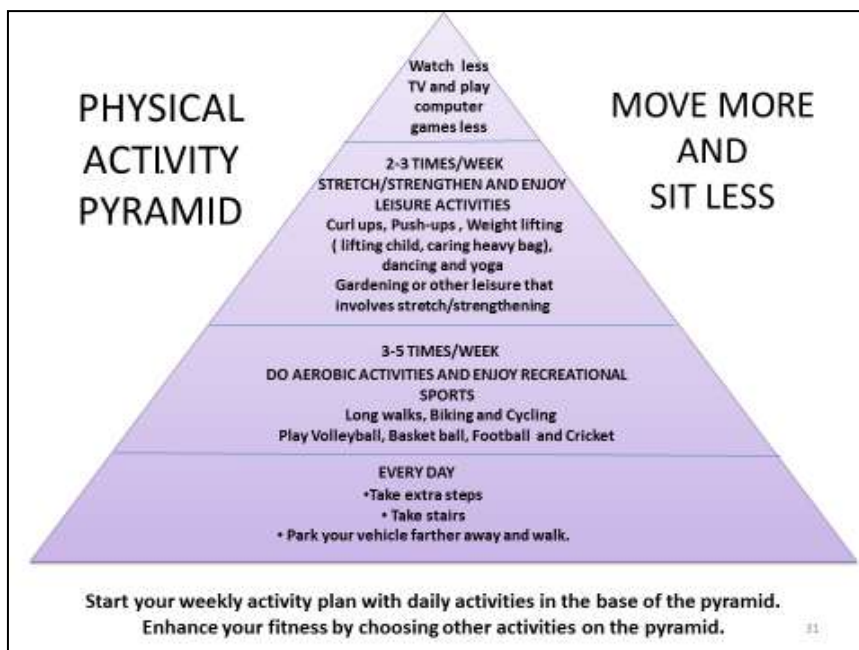 PHYSICAL
ACTIVITY
PYRAMID
MOVE MORE
AND
SIT LESS
Watch less
TV and play
computer
games less
2-3 TIMES/WEEK
STRETCH/STRENGTHEN AND ENJOY
LEISURE ACTIVITIES
Curl ups, Push-ups , Weight lifting
( lifting child, caring heavy bag),
dancing and yoga
Gardening or other leisure that
involves stretch/strengthening
3-5 TIMES/WEEK
DO AEROBIC ACTIVITIES AND ENJOY RECREATIONAL
SPORTS
Long walks, Biking and Cycling
Play Volleyball, Basket ball, Football and Cricket
EVERY DAY
•Take extra steps
• Take stairs
• Park your vehicle farther away and walk.
Start your weekly activity plan with daily activities in the base of the pyramid.
Enhance your fitness by choosing other activities on the pyramid.
31